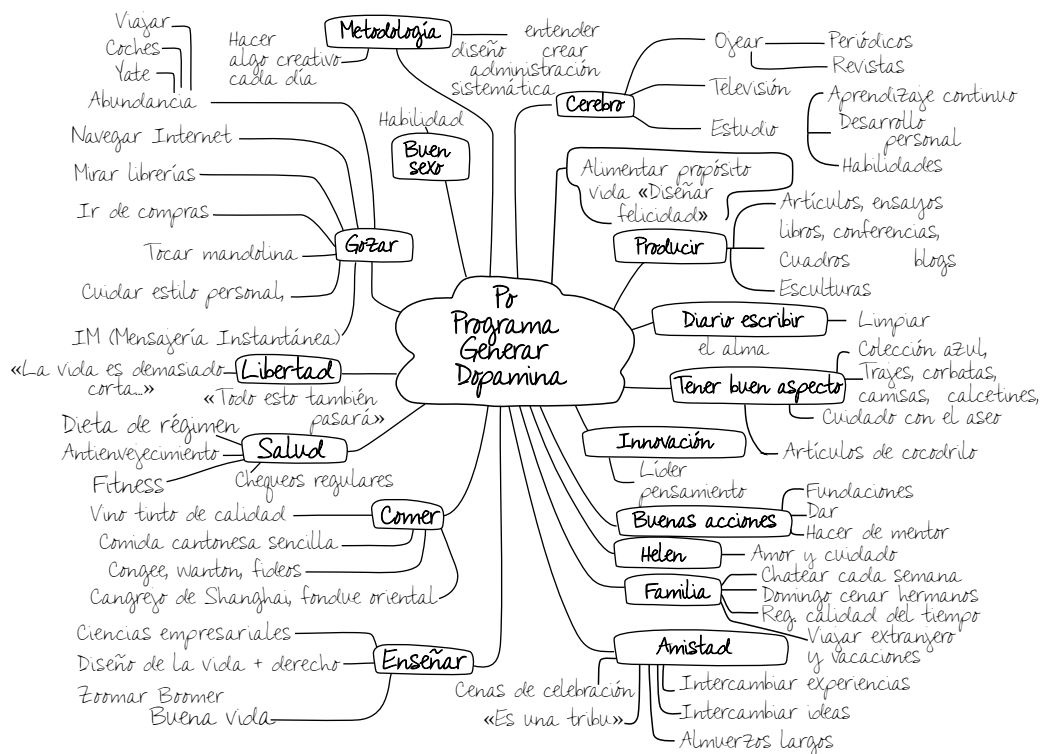 Po
Programa
Generar
Dopamina
Metodología
entender
diseño crear
administración
sistemática
Hacer
algo creativo
cada día
Cerebro
Ojear
Periódicos
Revistas
Televisión
Estudio
Aprendizaje continuo
Desarrollo
personal
Habilidades
Alimentar propósito
vida «Diseñar
felicidad»
Producir
Artículos, ensayos
libros, conferencias,
Cuadros blogs
Esculturas
Diario escribir
Limpiar
el alma
Tener buen aspecto
Colección azul,
Trajes, corbatas,
camisas, calcetines,
Cuidado con el aseo
Artículos de cocodrilo
Innovación
Líder
pensamiento
Buenas acciones
Fundaciones
Dar
Hacer de mentor
Helen
Amor y cuidado
Familia
Chatear cada semana
Domingo cenar hermanos
Reg. calidad del tiempo
Viajar extranjero
y vacaciones
Amistad
Intercambiar experiencias
Intercambiar ideas
Almuerzos largos
Cenas de celebración
«Es una tribu»
Enseñar
Ciencias empresariales
Diseño de la vida + derecho
Zoomar Boomer
Buena vida
Comer
Vino tinto de calidad
Comida cantonesa sencilla
Congee, wanton, fideos
Cangrejo de Shanghai, fondue oriental
Salud
Dieta de régimen
Antienvejecimiento
Fitness
Chequeos regulares
Libertad
«La vida es demasiado
corta...»
«Todo esto también
pasará»
Gozar
Viajar
Coches
Yate
Abundancia
Navegar Internet
Mirar librerías
Ir de compras
Tocar mandolina
Cuidar estilo personal,
IM (Mensajería Instantánea)
Habilidad
Buen
sexo